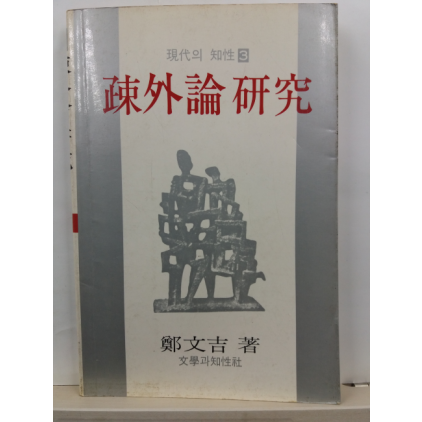 現代의 知性 3
疎外論 研究
鄭文吉 著
文學과知性社